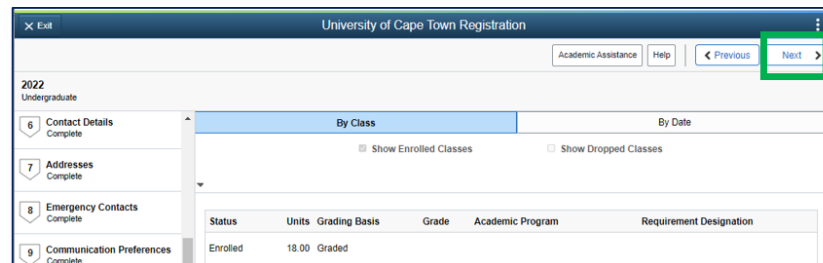 Exit
University of Cape Town Registration
Academic Assistance
Help
Previous
Next
2022
Undergraduate
6 Contact Details
Complete
7 Addresses
Complete
8 Emergency Contacts
Complete
9 Communication Preferences
Complete
By Class
By Date
Show Enrolled Classes
Show Dropped Classes
Status Units Grading Basis Grade Academic Program Requirement Designation
Enrolled 18.00 Graded